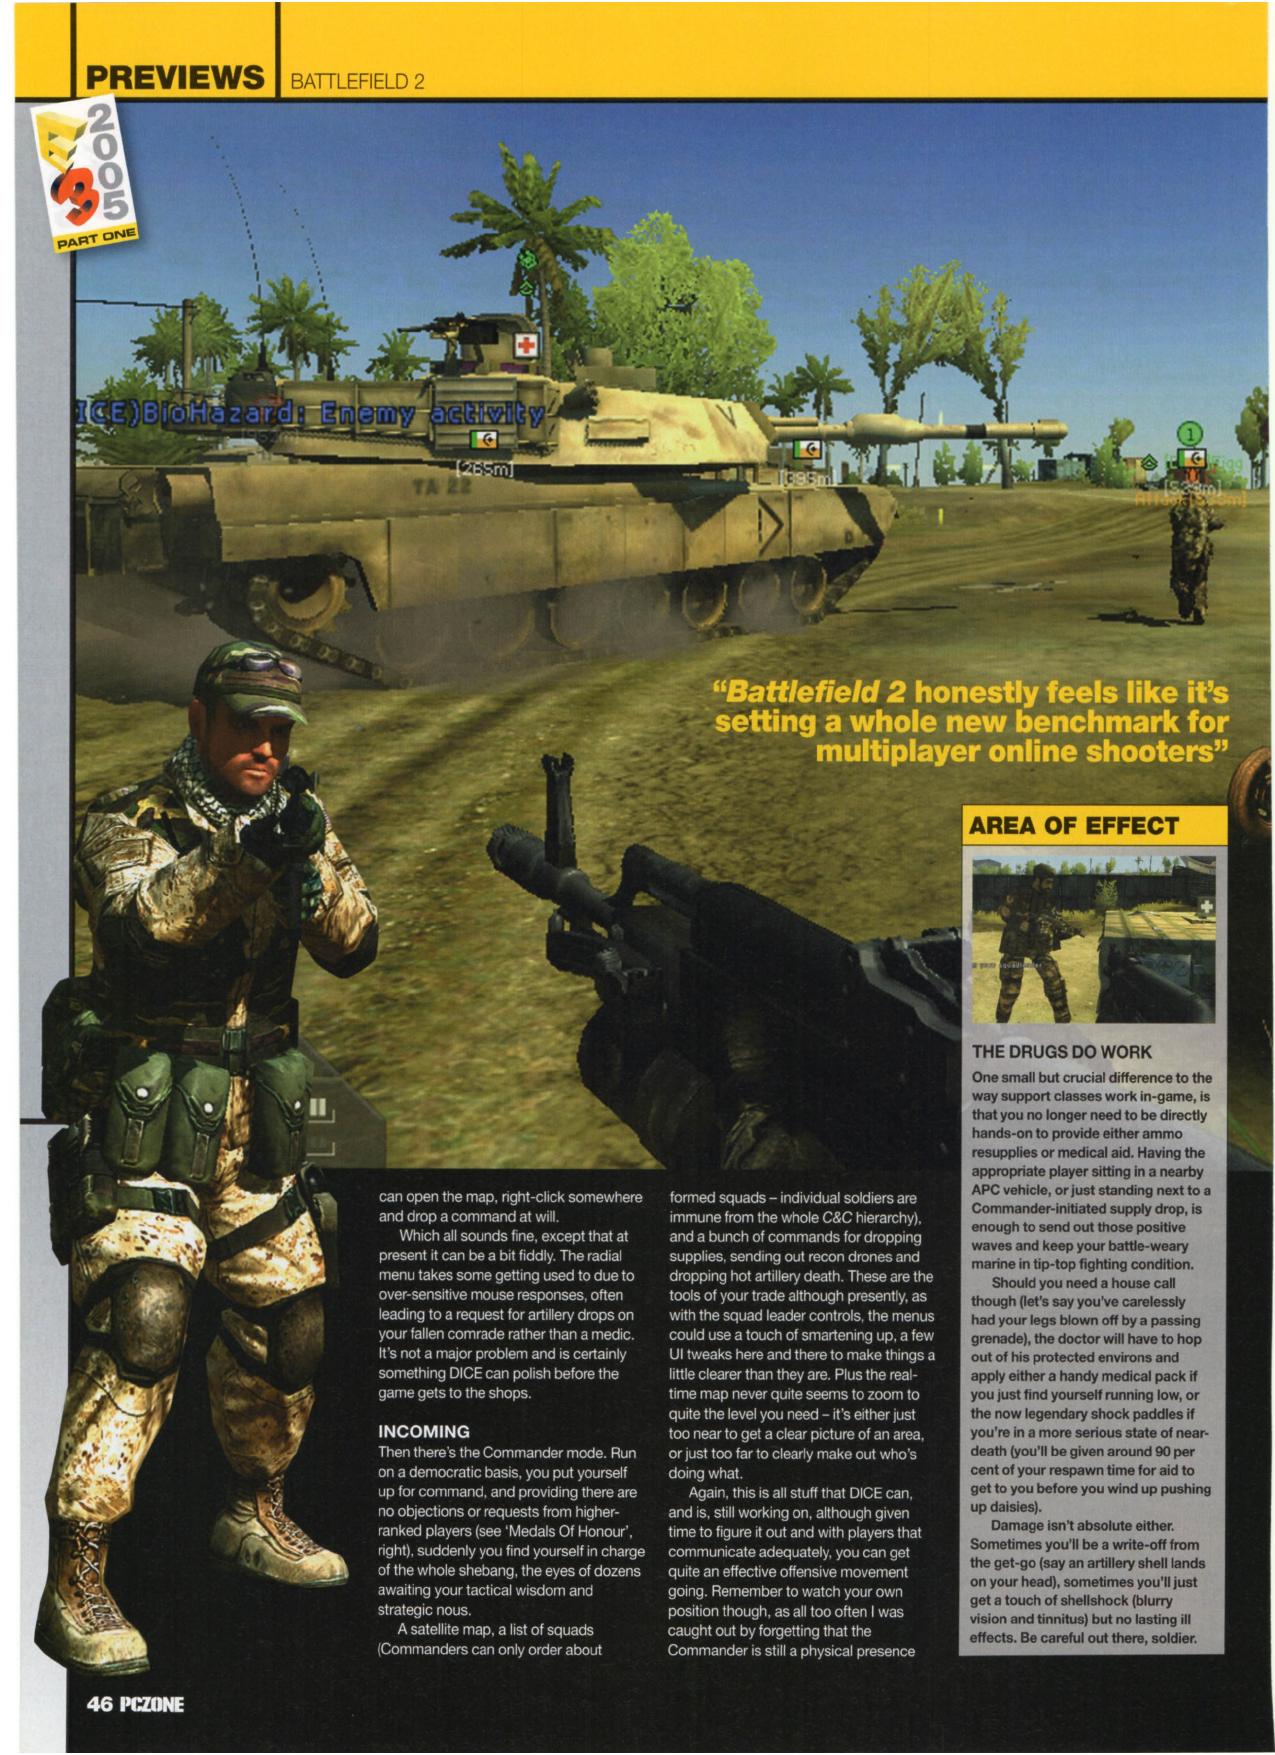 PREVIEWS
BATTLEFIELD 2
E3
2005
PART ONE
ICE)BioHazard: Enemy activity
[265m]
[385m]
TA 22
1
"Battlefield 2 honestly feels like it's
setting a whole new benchmark for
multiplayer online shooters"
can open the map, right-click somewhere
and drop a command at will.
Which all sounds fine, except that at
present it can be a bit fiddly. The radial
menu takes some getting used to due to
over-sensitive mouse responses, often
leading to a request for artillery drops on
your fallen comrade rather than a medic.
It's not a major problem and is certainly
something DICE can polish before the
game gets to the shops.
INCOMING
Then there's the Commander mode. Run
on a democratic basis, you put yourself
up for command, and providing there are
no objections or requests from higher-
ranked players (see 'Medals Of Honour',
right), suddenly you find yourself in charge
of the whole shebang, the eyes of dozens
awaiting your tactical wisdom and
strategic nous.
A satellite map, a list of squads
(Commanders can only order about
formed squads – individual soldiers are
immune from the whole C&C hierarchy),
and a bunch of commands for dropping
supplies, sending out recon drones and
dropping hot artillery death. These are the
tools of your trade although presently, as
with the squad leader controls, the menus
could use a touch of smartening up, a few
UI tweaks here and there to make things a
little clearer than they are. Plus the real-
time map never quite seems to zoom to
quite the level you need – it's either just
too near to get a clear picture of an area,
or just too far to clearly make out who's
doing what.
Again, this is all stuff that DICE can,
and is, still working on, although given
time to figure it out and with players that
communicate adequately, you can get
quite an effective offensive movement
going. Remember to watch your own
position though, as all too often I was
caught out by forgetting that the
Commander is still a physical presence
AREA OF EFFECT
THE DRUGS DO WORK
One small but crucial difference to the
way support classes work in-game, is
that you no longer need to be directly
hands-on to provide either ammo
resupplies or medical aid. Having the
appropriate player sitting in a nearby
APC vehicle, or just standing next to a
Commander-initiated supply drop, is
enough to send out those positive
waves and keep your battle-weary
marine in tip-top fighting condition.
Should you need a house call
though (let's say you've carelessly
had your legs blown off by a passing
grenade), the doctor will have to hop
out of his protected environs and
apply either a handy medical pack if
you just find yourself running low, or
the now legendary shock paddles if
you're in a more serious state of near-
death (you'll be given around 90 per
cent of your respawn time for aid to
get to you before you wind up pushing
up daisies).
Damage isn't absolute either.
Sometimes you'll be a write-off from
the get-go (say an artillery shell lands
on your head), sometimes you'll just
get a touch of shellshock (blurry
vision and tinnitus) but no lasting ill
effects. Be careful out there, soldier.
46 PCZONE